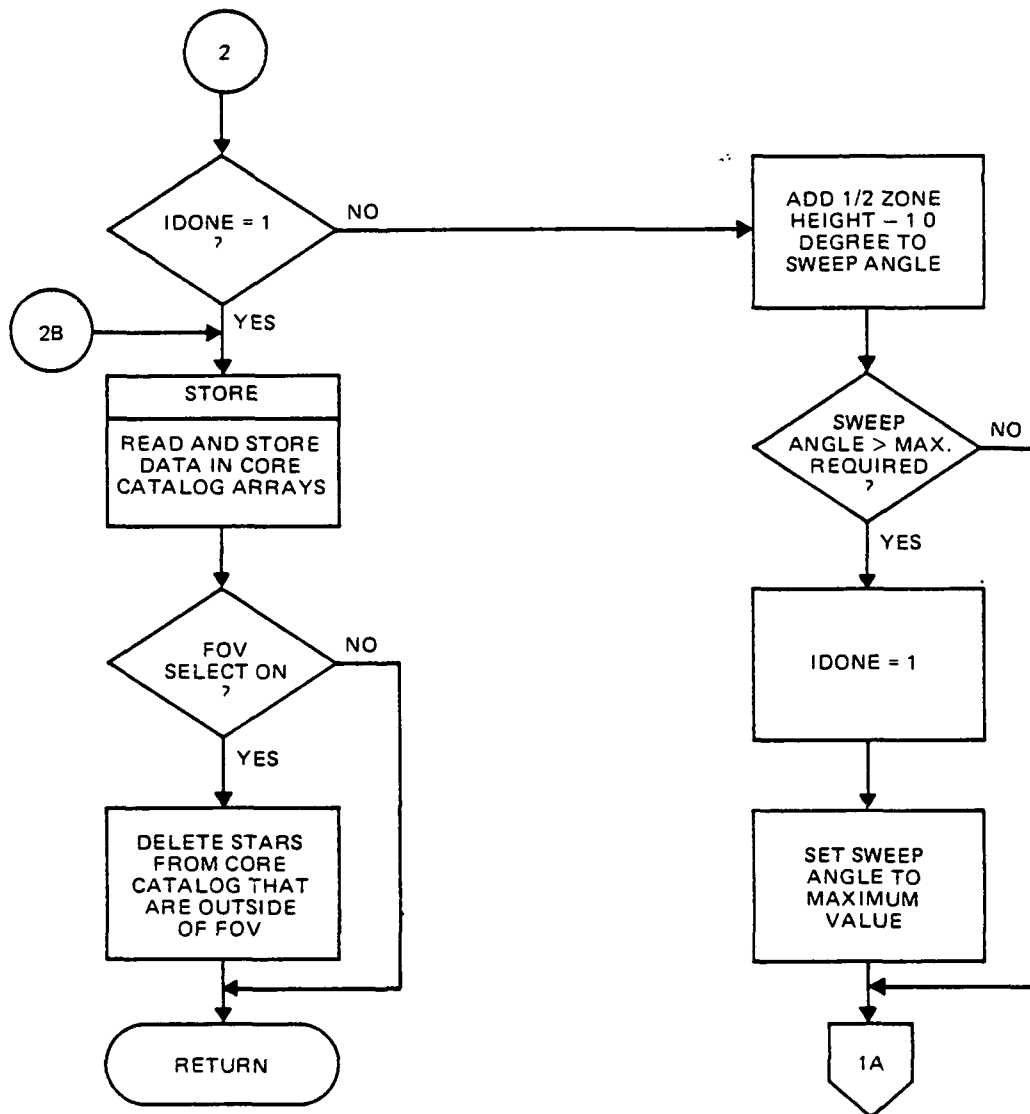 2
IDONE = 1
?
NO
YES
2B
STORE
READ AND STORE
DATA IN CORE
CATALOG ARRAYS
FOV
SELECT ON
?
NO
YES
DELETE STARS
FROM CORE
CATALOG THAT
ARE OUTSIDE
OF FOV
RETURN
ADD 1/2 ZONE
HEIGHT – 1 0
DEGREE TO
SWEEP ANGLE
SWEEP
ANGLE > MAX.
REQUIRED
?
NO
YES
IDONE = 1
SET SWEEP
ANGLE TO
MAXIMUM
VALUE
1A